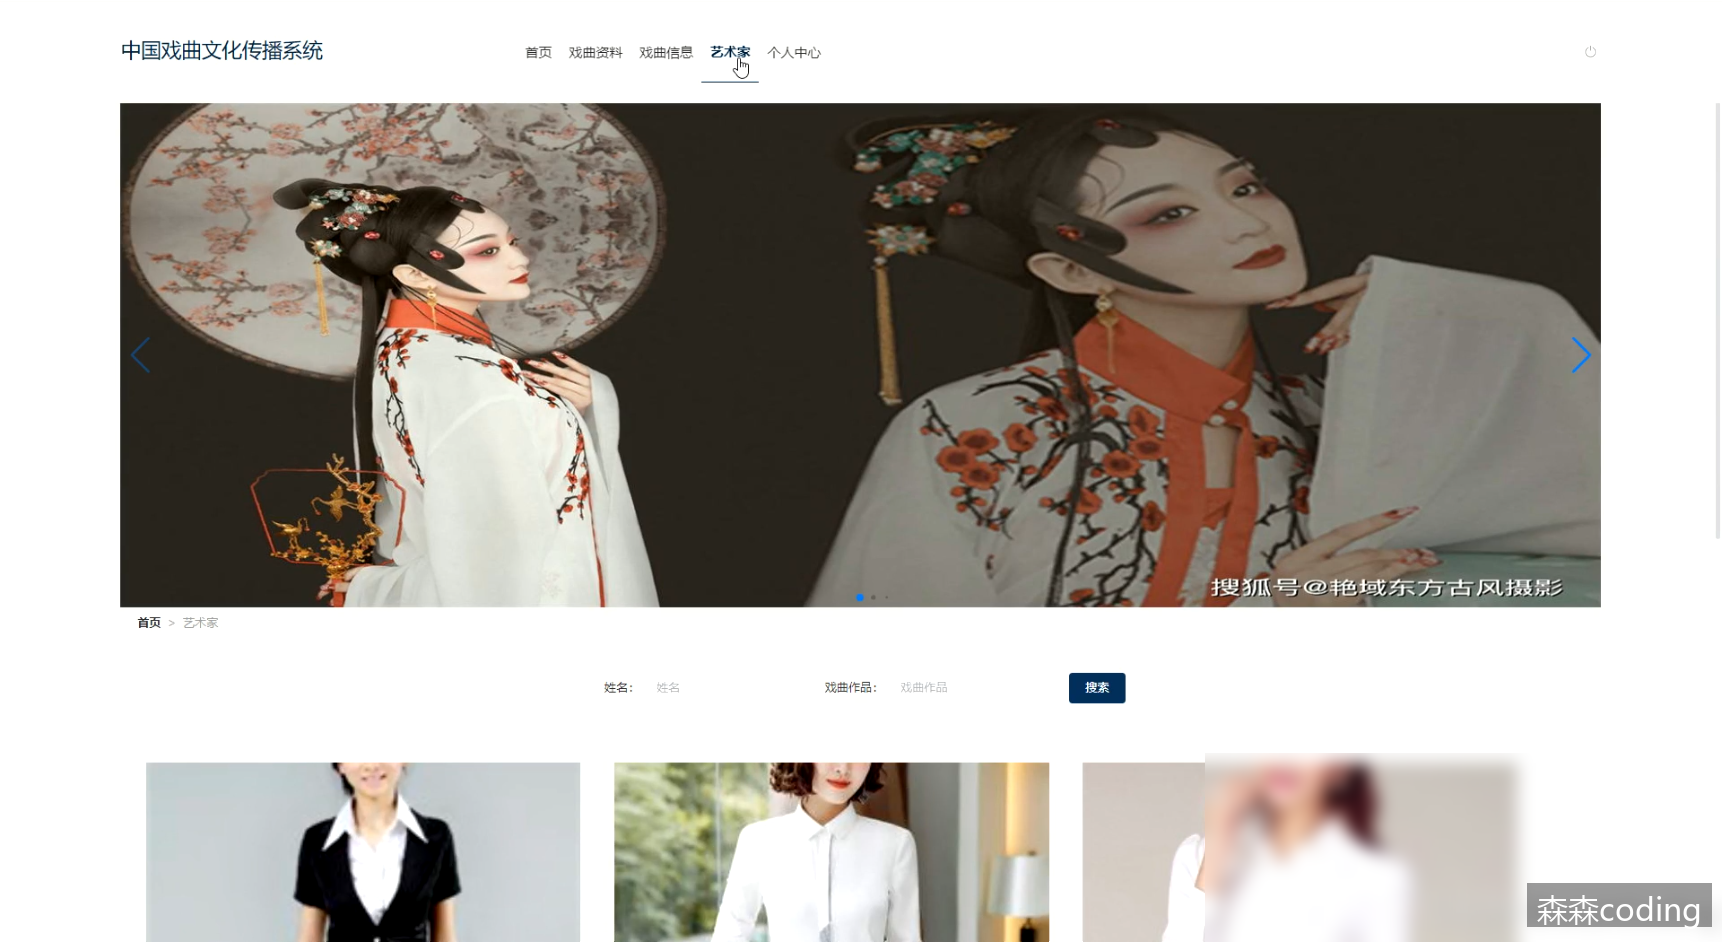 中国戏曲文化传播系统
首页 戏曲资料 戏曲信息 艺术家 个人中心
搜狐号@艳域东方古风摄影
首页 > 艺术家
姓名： 姓名 戏曲作品： 戏曲作品 搜索
森森coding